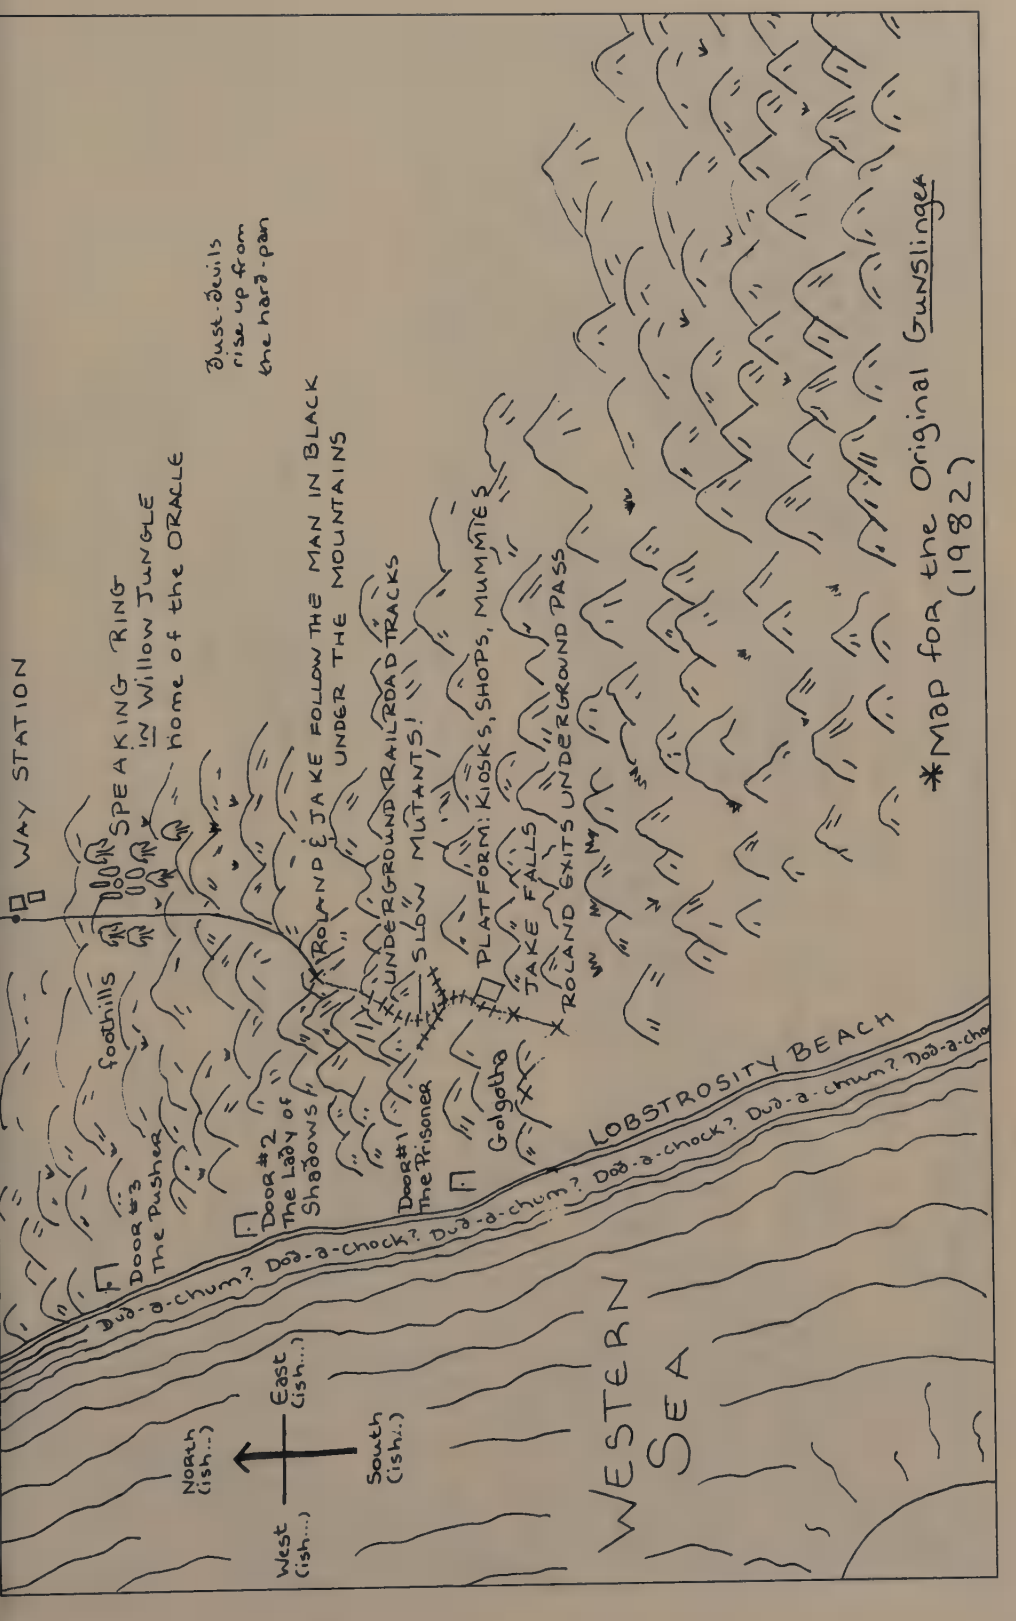 WAY STATION
SPEAKING RING
IN WILLOW JUNGLE
home of the ORACLE
Dust-devils
rise up from
the hard-pan
foothills
ROLAND & JAKE FOLLOW THE MAN IN BLACK
UNDER THE MOUNTAINS
UNDERGROUND RAILROAD TRACKS
SLOW MUTANTS!
PLATFORM: KIOSKS, SHOPS, MUMMIES
JAKE FALLS
ROLAND EXITS UNDERGROUND PASS
Golgotha
DOOR #3
The Pusher
DOOR #2
The Lady of
Shadows
DOOR #1
The Prisoner
LOBSTROSITY BEACH
Dud-a-chum? Dod-a-chock? Dud-a-chum? Dod-a-chock? Dud-a-chum? Dod-a-cho
North
(ish...)
West
(ish...)
East
(ish...)
South
(ish...)
WESTERN
SEA
*Map for the Original Gunslinger
(1982)